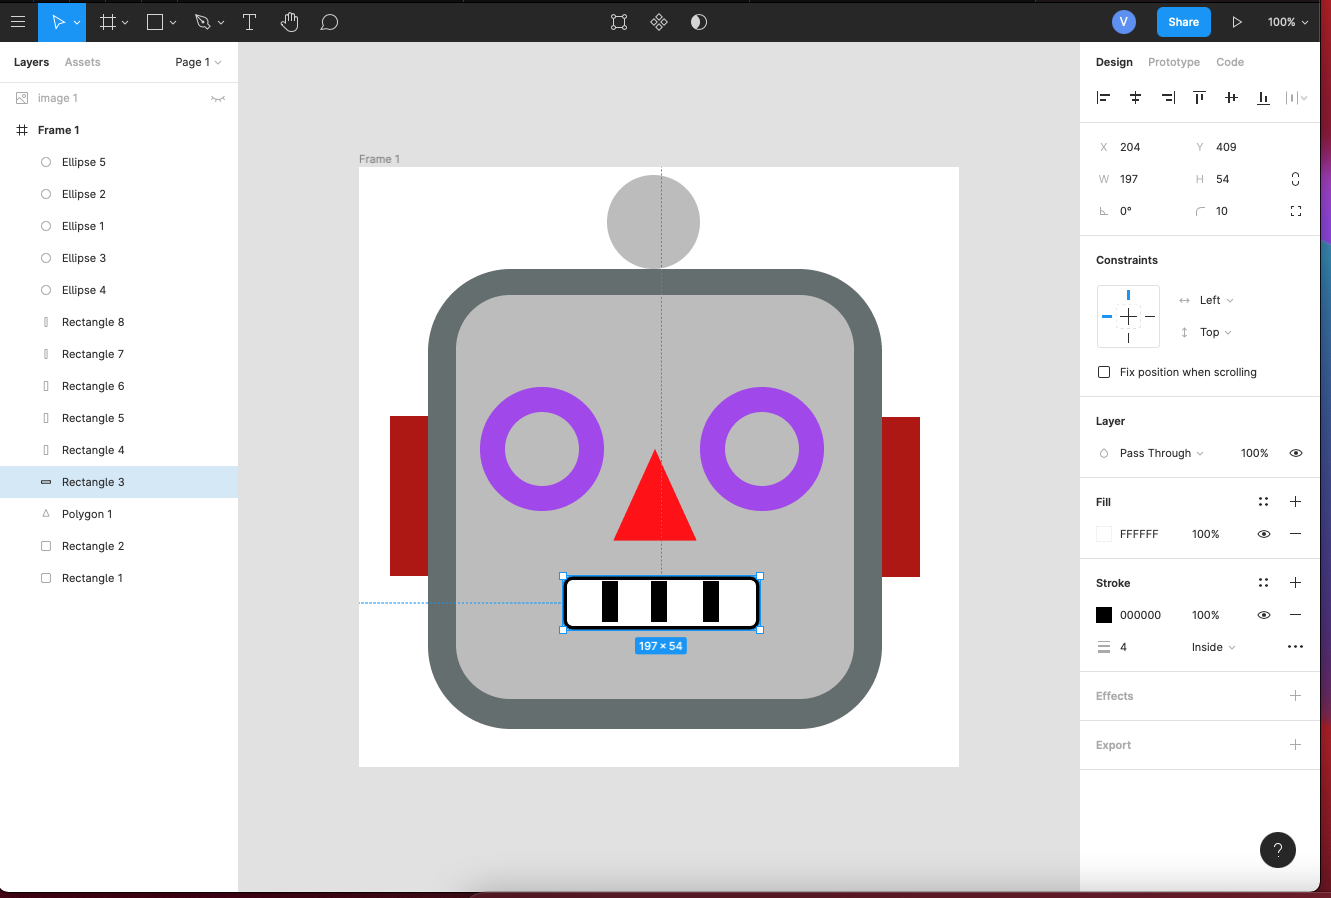 V
Share
100%
Layers
Assets
Page 1
image 1
Frame 1
Ellipse 5
Ellipse 2
Ellipse 1
Ellipse 3
Ellipse 4
Rectangle 8
Rectangle 7
Rectangle 6
Rectangle 5
Rectangle 4
Rectangle 3
Polygon 1
Rectangle 2
Rectangle 1
Frame 1
197 × 54
Design
Prototype
Code
X 204 Y 409
W 197 H 54
0° 10
Constraints
Left
Top
Fix position when scrolling
Layer
Pass Through 100%
Fill
FFFFFF 100%
Stroke
000000 100%
4 Inside
Effects
Export
?